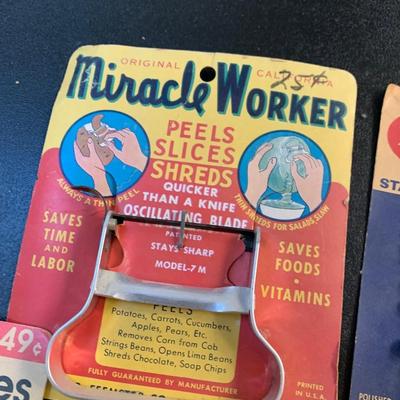 ORIGINAL CALIFORNIA
25¢
Miracle Worker
PEELS
SLICES
SHREDS
QUICKER
THAN A KNIFE
OSCILLATING BLADE
PATENTED
STAYS SHARP
MODEL-7 M
ALWAYS A THIN PEEL
THIN SHREDS FOR SALADS, SLAW
SAVES
TIME
AND
LABOR
SAVES
FOODS
VITAMINS
PEELS
Potatoes, Carrots, Cucumbers,
Apples, Pears, Etc.
Removes Corn from Cob
Strings Beans, Opens Lima Beans
Shreds Chocolate, Soap Chips
FULLY GUARANTEED BY MANUFACTURER
PRINTED
IN U.S.A.
49¢
es
STA
POLISHED